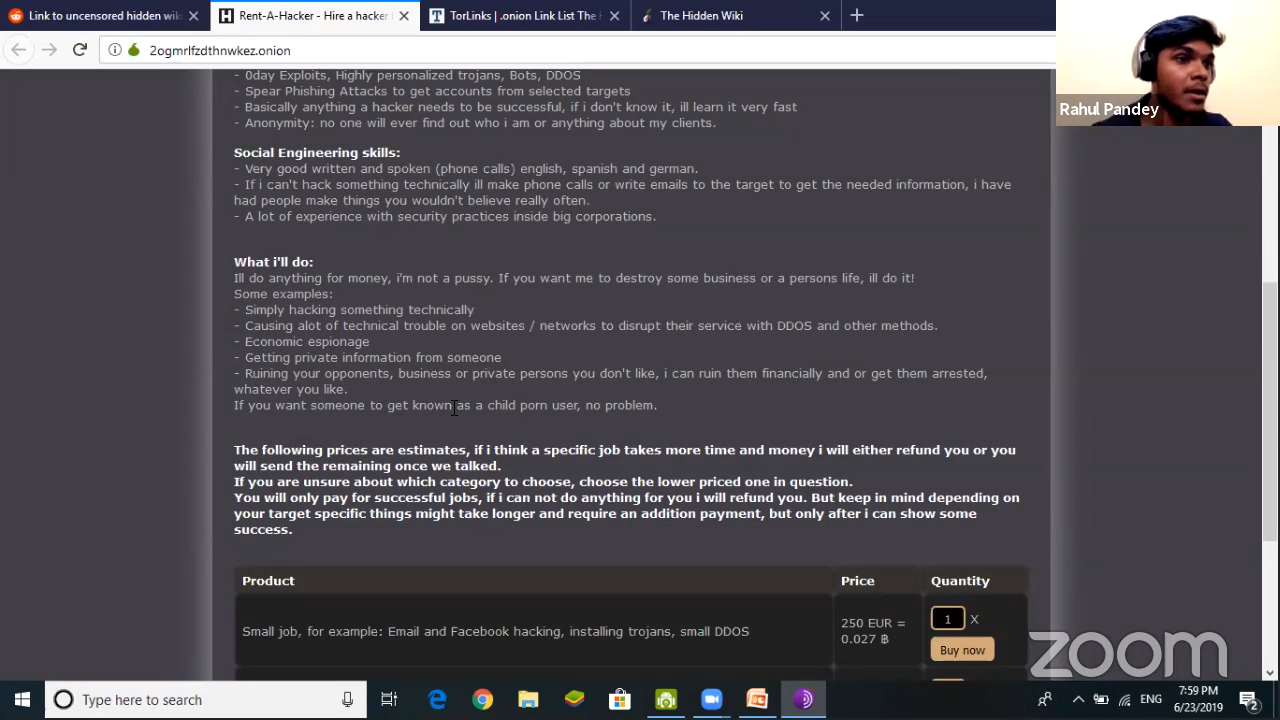 Link to uncensored hidden wiki
Rent-A-Hacker - Hire a hacker
TorLinks | .onion Link List The
The Hidden Wiki
2ogmrlfzdthnwkez.onion
Rahul Pandey
- 0day Exploits, Highly personalized trojans, Bots, DDOS
- Spear Phishing Attacks to get accounts from selected targets
- Basically anything a hacker needs to be successful, if i don't know it, ill learn it very fast
- Anonymity: no one will ever find out who i am or anything about my clients.
Social Engineering skills:
- Very good written and spoken (phone calls) english, spanish and german.
- If i can't hack something technically ill make phone calls or write emails to the target to get the needed information, i have
had people make things you wouldn't believe really often.
- A lot of experience with security practices inside big corporations.
What i'll do:
Ill do anything for money, i'm not a pussy. If you want me to destroy some business or a persons life, ill do it!
Some examples:
- Simply hacking something technically
- Causing alot of technical trouble on websites / networks to disrupt their service with DDOS and other methods.
- Economic espionage
- Getting private information from someone
- Ruining your opponents, business or private persons you don't like, i can ruin them financially and or get them arrested,
whatever you like.
If you want someone to get known as a child porn user, no problem.
The following prices are estimates, if i think a specific job takes more time and money i will either refund you or you
will send the remaining once we talked.
If you are unsure about which category to choose, choose the lower priced one in question.
You will only pay for successful jobs, if i can not do anything for you i will refund you. But keep in mind depending on
your target specific things might take longer and require an addition payment, but only after i can show some
success.
Product Price Quantity
Small job, for example: Email and Facebook hacking, installing trojans, small DDOS
250 EUR =
0.027 ฿
1 X
Buy now
zoom
Type here to search
ENG
7:59 PM
6/23/2019
2